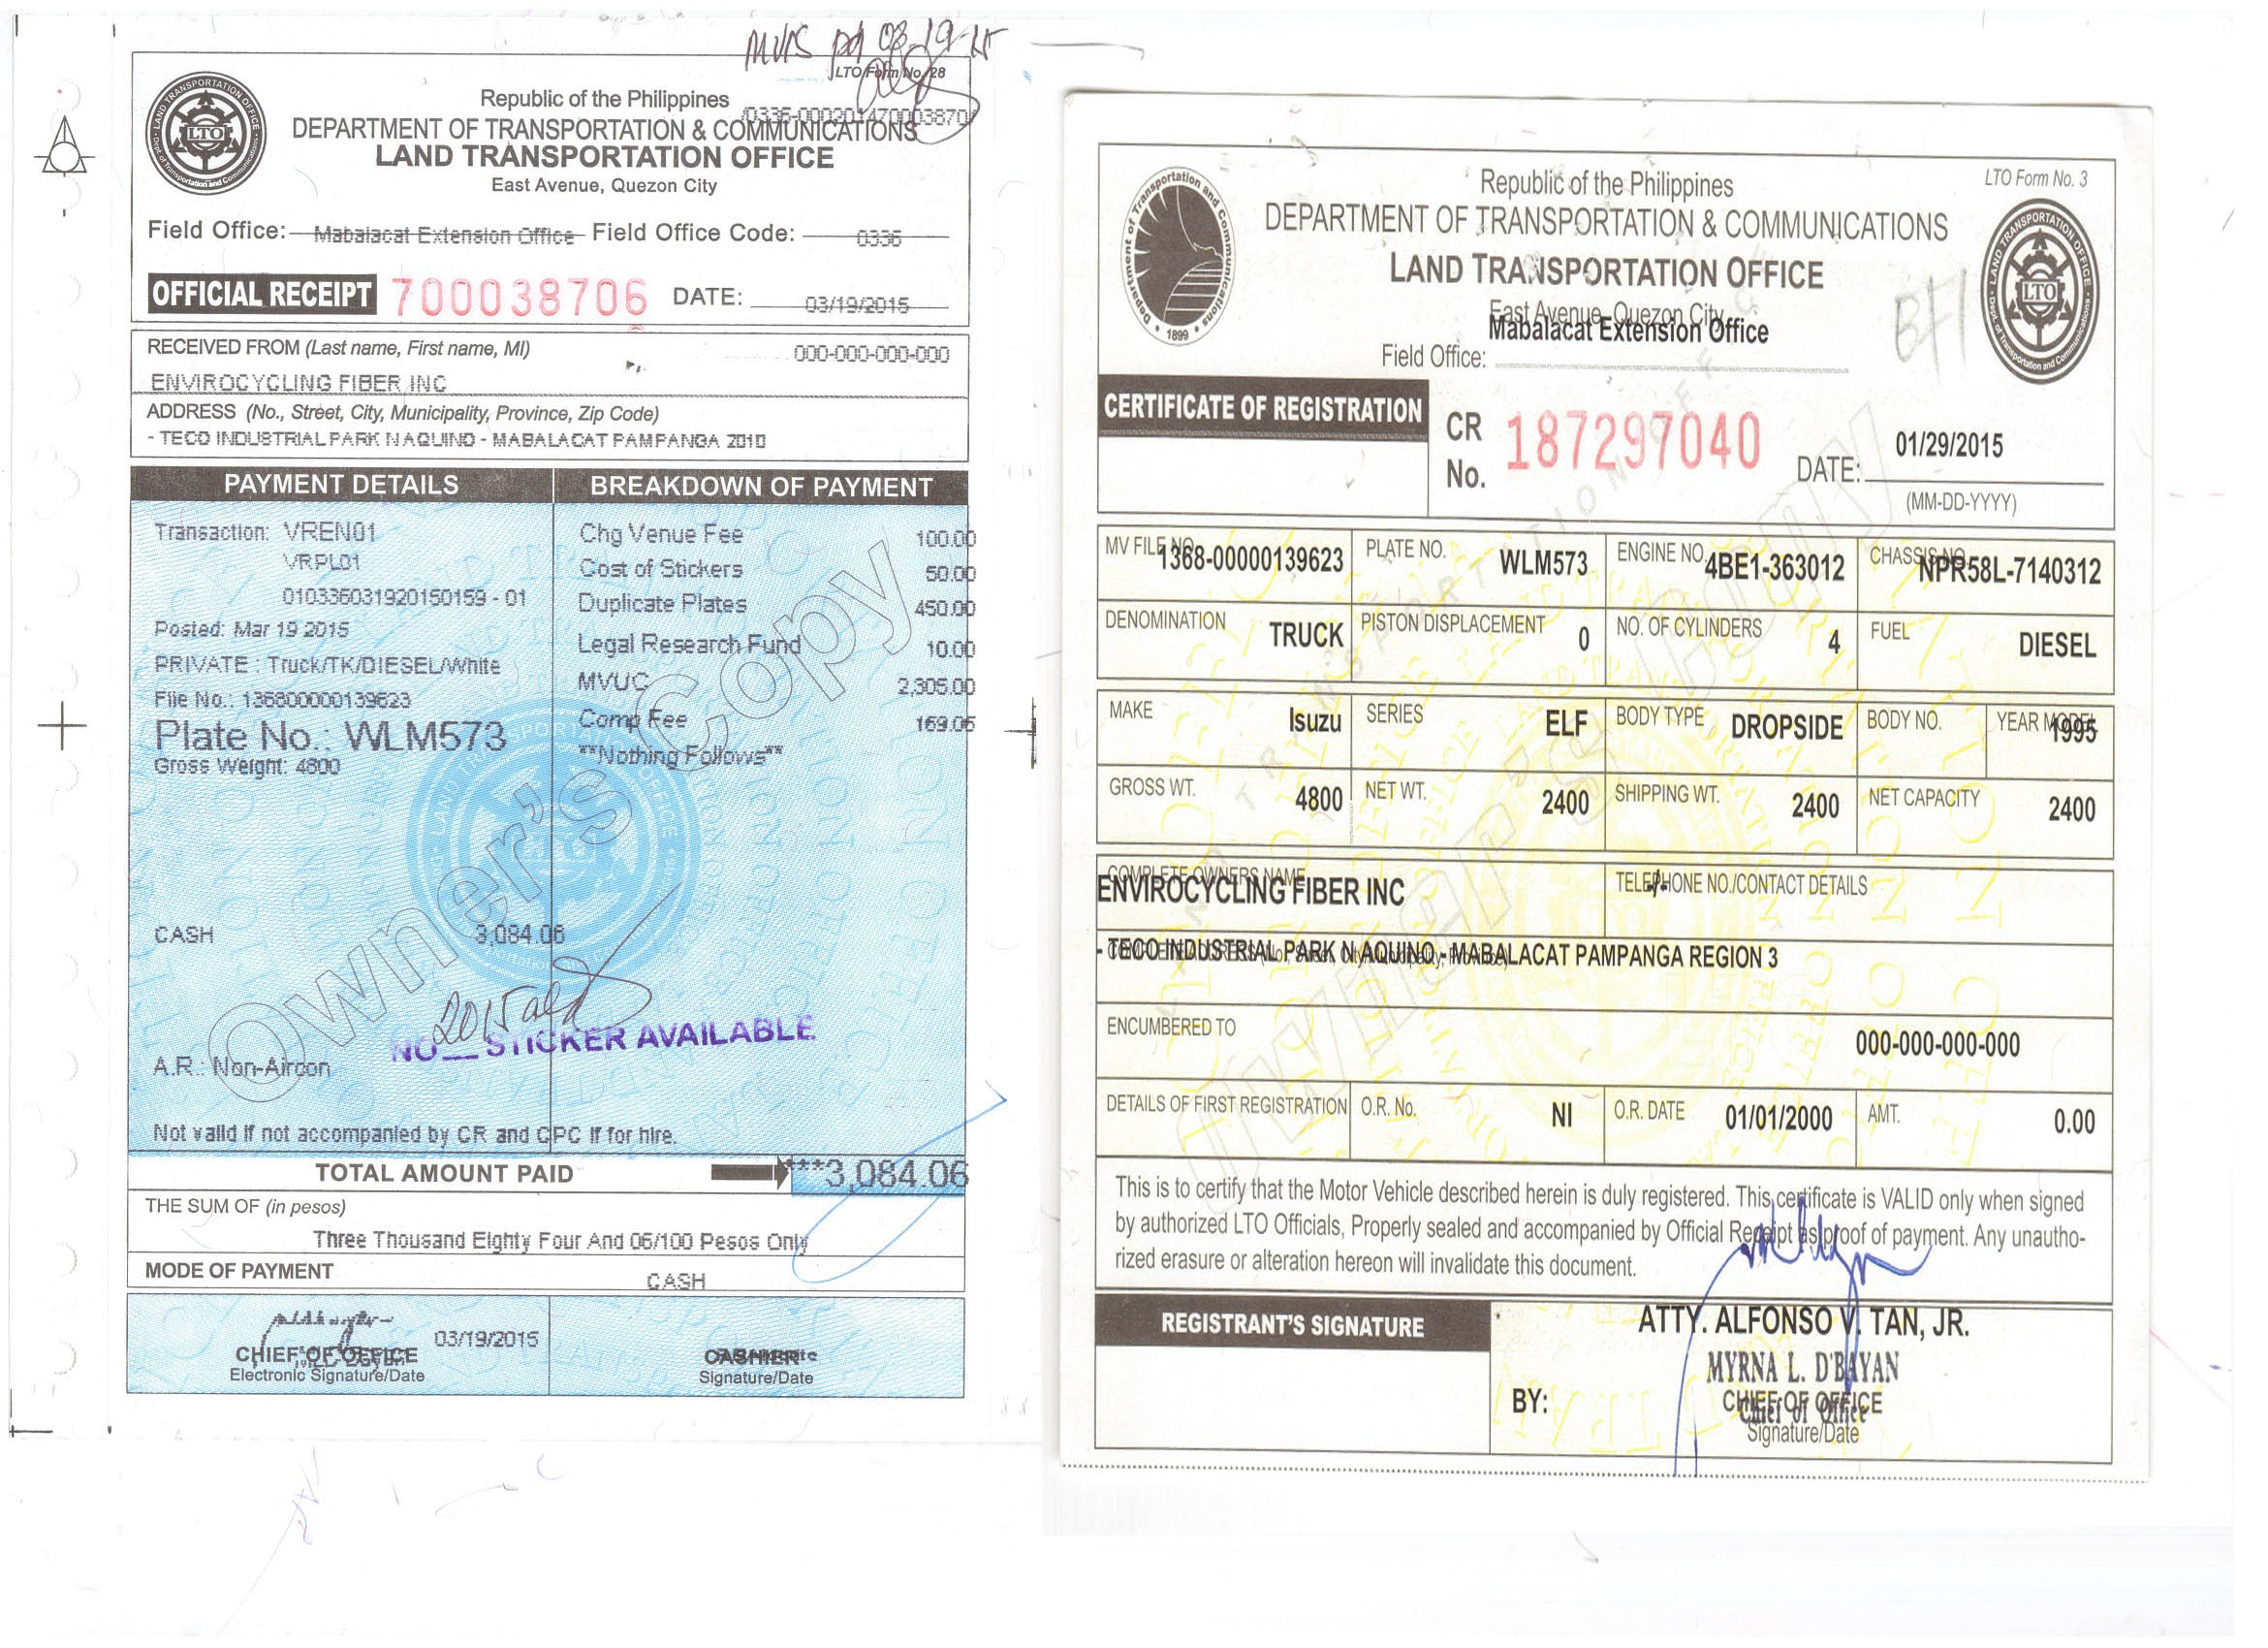 MVIS pd 03-19-15
LTO Form No. 28
Republic of the Philippines
/0336-000201470003870
DEPARTMENT OF TRANSPORTATION & COMMUNICATIONS
LAND TRANSPORTATION OFFICE
East Avenue, Quezon City
Field Office: Mabalacat Extension Office Field Office Code: 0336
OFFICIAL RECEIPT 700038706 DATE: 03/19/2015
RECEIVED FROM (Last name, First name, MI) 000-000-000-000
ENVIROCYCLING FIBER INC
ADDRESS (No., Street, City, Municipality, Province, Zip Code)
- TECO INDUSTRIAL PARK N AQUINO - MABALACAT PAMPANGA 2010
PAYMENT DETAILS BREAKDOWN OF PAYMENT
Transaction: VREN01 Chg Venue Fee 100.00
VRPL01 Cost of Stickers 50.00
010336031920150159 - 01 Duplicate Plates 450.00
Posted: Mar 19 2015 Legal Research Fund 10.00
PRIVATE : Truck/TK/DIESEL/White MVUC 2,305.00
File No.: 136800000139623 Comp Fee 169.06
Plate No.: WLM573 **Nothing Follows**
Gross Weight: 4800
Owner's Copy
CASH 3,084.06
2015
NO STICKER AVAILABLE
A.R.: Non-Aircon
Not valid if not accompanied by CR and CPC if for hire.
TOTAL AMOUNT PAID ***3,084.06
THE SUM OF (in pesos)
Three Thousand Eighty Four And 06/100 Pesos Only
MODE OF PAYMENT CASH
03/19/2015
CHIEF OF OFFICE CASHIER
Electronic Signature/Date Signature/Date
LTO Form No. 3
Republic of the Philippines
DEPARTMENT OF TRANSPORTATION & COMMUNICATIONS
LAND TRANSPORTATION OFFICE
East Avenue, Quezon City
Field Office: Mabalacat Extension Office
CERTIFICATE OF REGISTRATION
CR No. 187297040 DATE: 01/29/2015
(MM-DD-YYYY)
MV FILE NO. 1368-00000139623 PLATE NO. WLM573 ENGINE NO. 4BE1-363012 CHASSIS NO. NPR58L-7140312
DENOMINATION TRUCK PISTON DISPLACEMENT 0 NO. OF CYLINDERS 4 FUEL DIESEL
MAKE Isuzu SERIES ELF BODY TYPE DROPSIDE BODY NO. YEAR MODEL 1995
GROSS WT. 4800 NET WT. 2400 SHIPPING WT. 2400 NET CAPACITY 2400
COMPLETE OWNERS NAME TELEPHONE NO./CONTACT DETAILS
ENVIROCYCLING FIBER INC -/-
- TECO INDUSTRIAL PARK N AQUINO - MABALACAT PAMPANGA REGION 3
ENCUMBERED TO 000-000-000-000
DETAILS OF FIRST REGISTRATION O.R. No. NI O.R. DATE 01/01/2000 AMT. 0.00
Owner's Copy
This is to certify that the Motor Vehicle described herein is duly registered. This certificate is VALID only when signed
by authorized LTO Officials, Properly sealed and accompanied by Official Receipt as proof of payment. Any unautho-
rized erasure or alteration hereon will invalidate this document.
REGISTRANT'S SIGNATURE
ATTY. ALFONSO V. TAN, JR.
MYRNA L. D'BAYAN
BY: CHIEF OF OFFICE
Chief of Office
Signature/Date